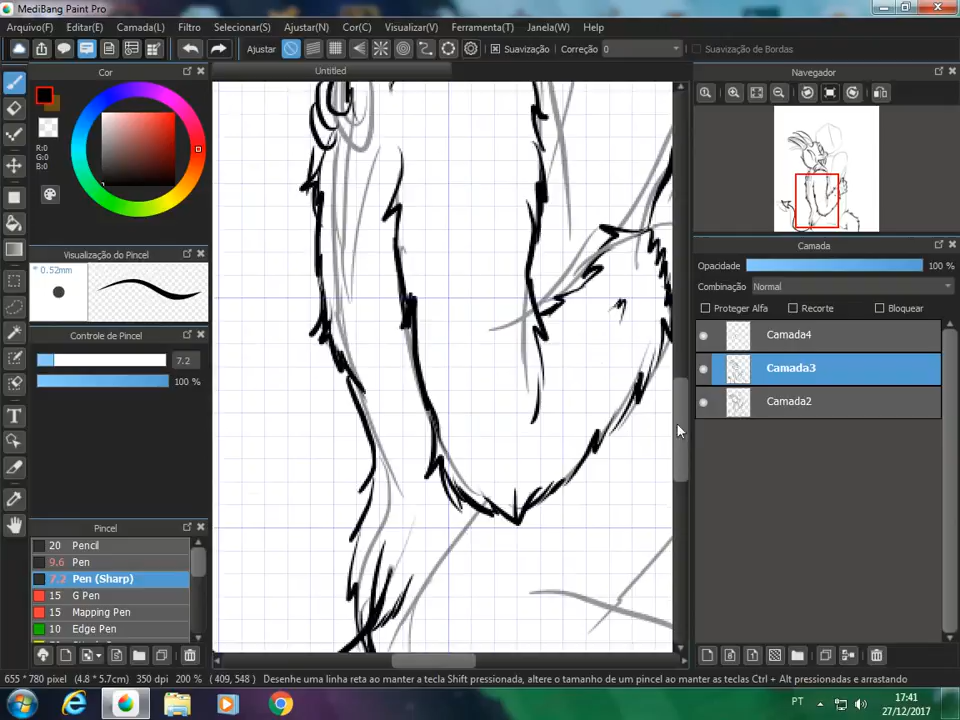 MediBang Paint Pro
Arquivo(F) Editar(E) Camada(L) Filtro Selecionar(S) Ajustar(N) Cor(C) Visualizar(V) Ferramenta(T) Janela(W) Help
Ajustar Suavização Correção 0 Suavização de Bordas
Cor
Untitled
Navegador
R:0
G:0
B:0
Visualização do Pincel
* 0.52mm
Controle de Pincel
7.2
100 %
Camada
Opacidade 100 %
Combinação Normal
Proteger Alfa Recorte Bloquear
Camada4
Camada3
Camada2
Pincel
20 Pencil
9.6 Pen
7.2 Pen (Sharp)
15 G Pen
15 Mapping Pen
10 Edge Pen
655 * 780 pixel (4.8 * 5.7cm) 350 dpi 200 % (409, 548) Desenhe uma linha reta ao manter a tecla Shift pressionada, altere o tamanho de um pincel ao manter as teclas Ctrl + Alt pressionadas e arrastando
PT 17:41
27/12/2017